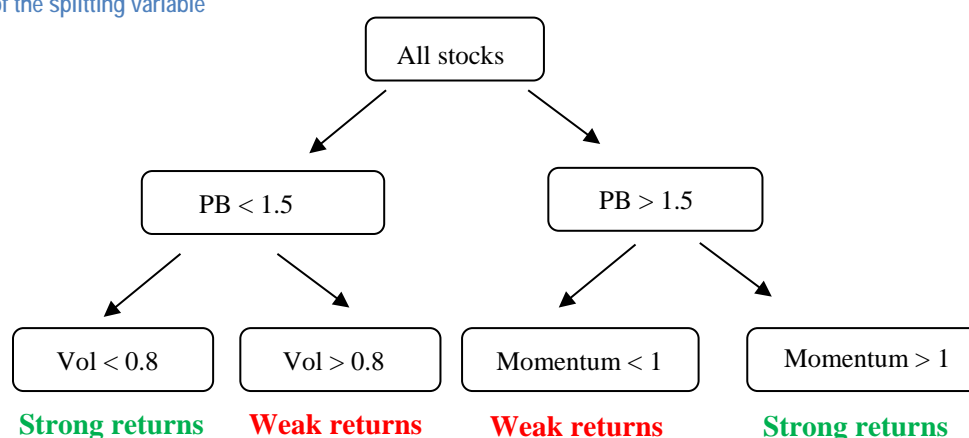 of the splitting variable
All stocks
PB < 1.5
PB > 1.5
Vol < 0.8
Vol > 0.8
Momentum < 1
Momentum > 1
Strong returns
Weak returns
Weak returns
Strong returns